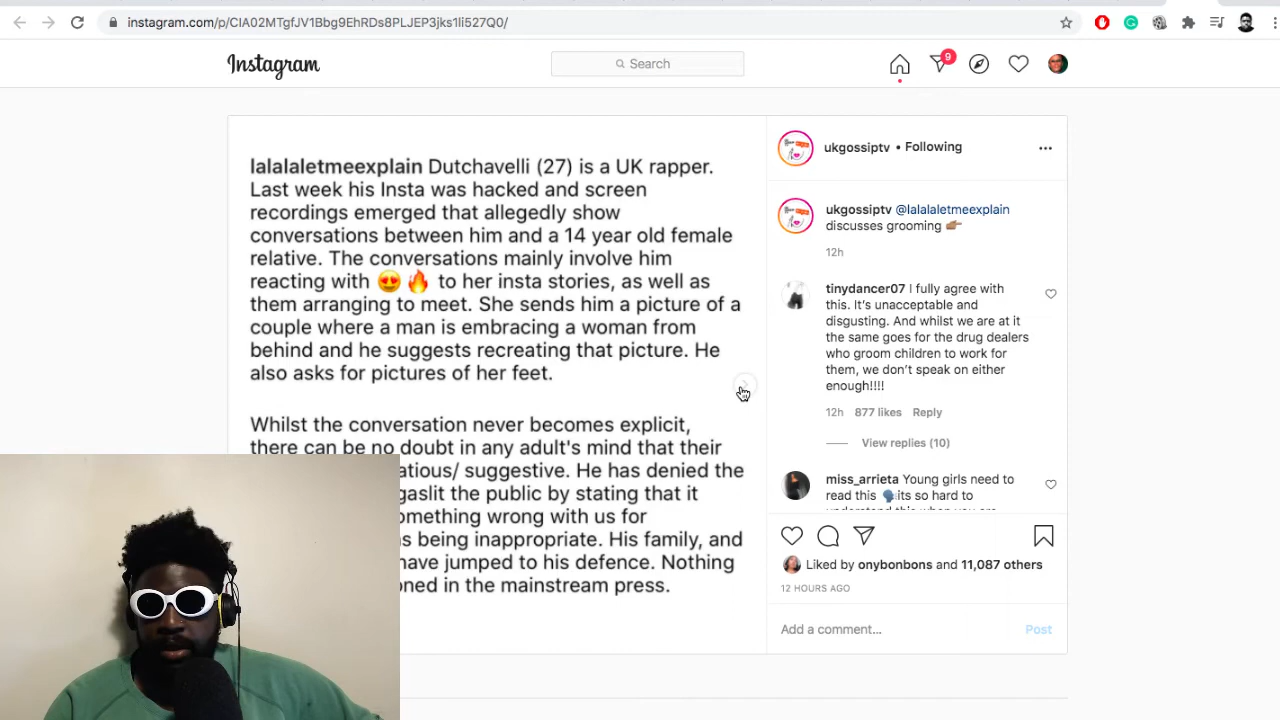 instagram.com/p/CIA02MTgfJV1Bbg9EhRDs8PLJEP3jks1li527Q0/
Instagram
Search
9
lalalaletmeexplain Dutchavelli (27) is a UK rapper.
Last week his Insta was hacked and screen
recordings emerged that allegedly show
conversations between him and a 14 year old female
relative. The conversations mainly involve him
reacting with 😍 🔥 to her insta stories, as well as
them arranging to meet. She sends him a picture of a
couple where a man is embracing a woman from
behind and he suggests recreating that picture. He
also asks for pictures of her feet.
Whilst the conversation never becomes explicit,
there can be no doubt in any adult's mind that their
atious/ suggestive. He has denied the
gaslit the public by stating that it
omething wrong with us for
s being inappropriate. His family, and
have jumped to his defence. Nothing
oned in the mainstream press.
ukgossiptv • Following
ukgossiptv @lalalaletmeexplain
discusses grooming 👉🏽
12h
tinydancer07 I fully agree with
this. It's unacceptable and
disgusting. And whilst we are at it
the same goes for the drug dealers
who groom children to work for
them, we don't speak on either
enough!!!!
12h 877 likes Reply
View replies (10)
miss_arrieta Young girls need to
read this 🗣its so hard to
understand this when you are
Liked by onybonbons and 11,087 others
12 HOURS AGO
Add a comment...
Post